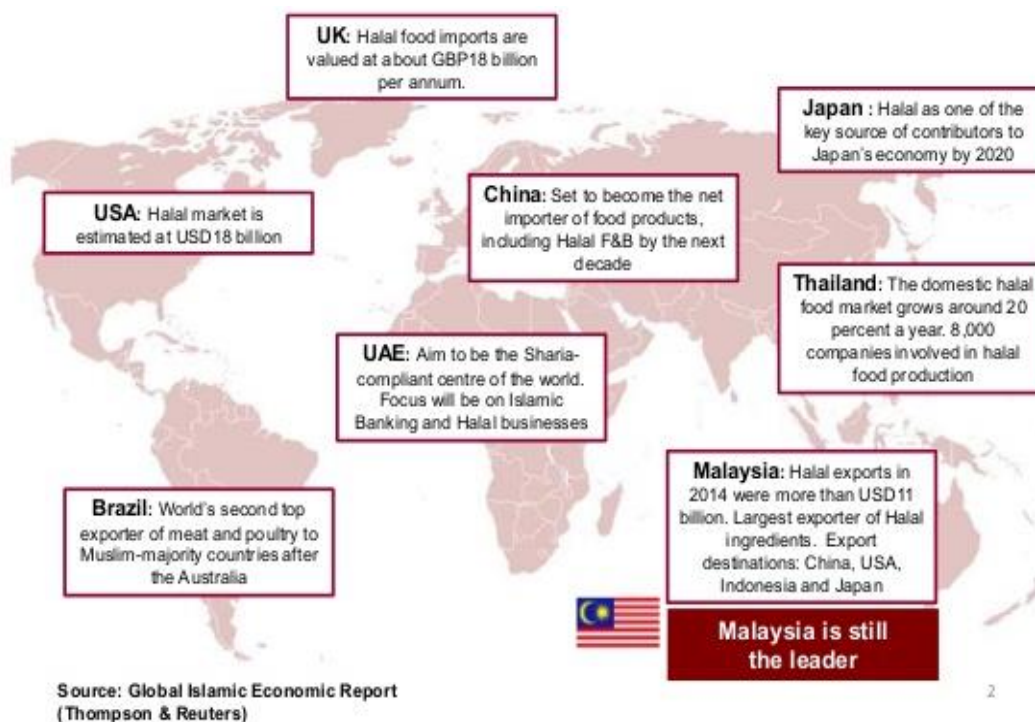 UK: Halal food imports are
valued at about GBP18 billion
per annum.
Japan : Halal as one of the
key source of contributors to
Japan's economy by 2020
USA: Halal market is
estimated at USD18 billion
China: Set to become the net
importer of food products,
including Halal F&B by the next
decade
Thailand: The domestic halal
food market grows around 20
percent a year. 8,000
companies involved in halal
food production
UAE: Aim to be the Sharia-
compliant centre of the world.
Focus will be on Islamic
Banking and Halal businesses
Brazil: World's second top
exporter of meat and poultry to
Muslim-majority countries after
the Australia
Malaysia: Halal exports in
2014 were more than USD11
billion. Largest exporter of Halal
ingredients. Export
destinations: China, USA,
Indonesia and Japan
Malaysia is still
the leader
Source: Global Islamic Economic Report
(Thompson & Reuters)
2